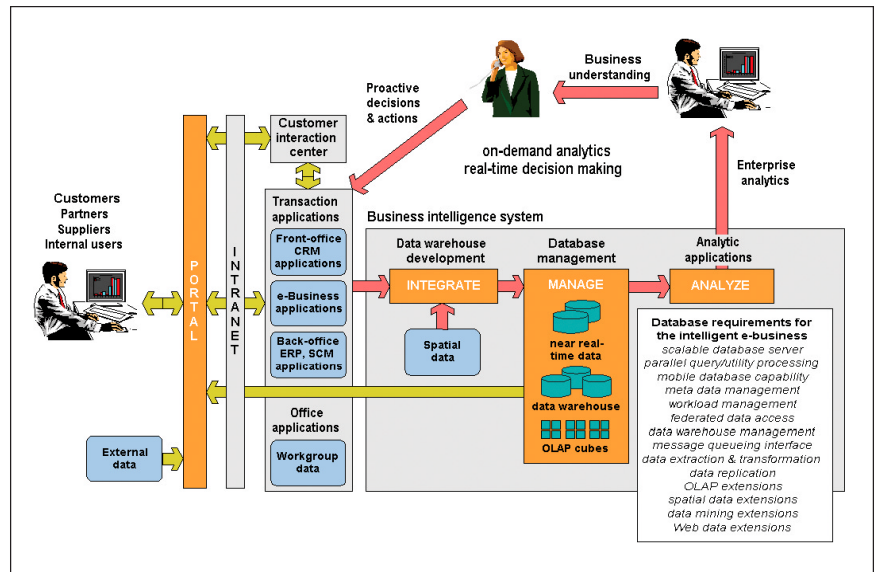 Business
understanding
Proactive
decisions
& actions
Customer
interaction
center
on-demand analytics
real-time decision making
Enterprise
analytics
Customers
Partners
Suppliers
Internal users
PORTAL
INTRANET
Transaction
applications
Front-office
CRM
applications
e-Business
applications
Back-office
ERP, SCM
applications
Office
applications
Workgroup
data
External
data
Business intelligence system
Data warehouse
development
INTEGRATE
Spatial
data
Database
management
MANAGE
near real-
time data
data warehouse
OLAP cubes
Analytic
applications
ANALYZE
Database requirements for
the intelligent e-business
scalable database server
parallel query/utility processing
mobile database capability
meta data management
workload management
federated data access
data warehouse management
message queueing interface
data extraction & transformation
data replication
OLAP extensions
spatial data extensions
data mining extensions
Web data extensions